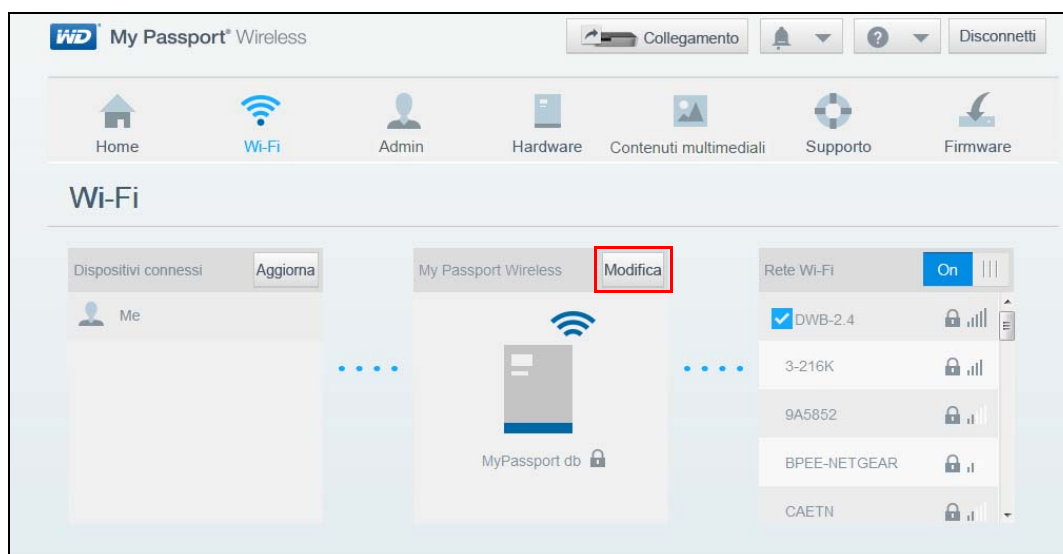 WD My Passport® Wireless
Collegamento
?
Disconnetti
Home
Wi-Fi
Admin
Hardware
Contenuti multimediali
Supporto
Firmware
Wi-Fi
Dispositivi connessi
Aggiorna
Me
My Passport Wireless
Modifica
MyPassport db
Rete Wi-Fi
On
DWB-2.4
3-216K
9A5852
BPEE-NETGEAR
CAETN